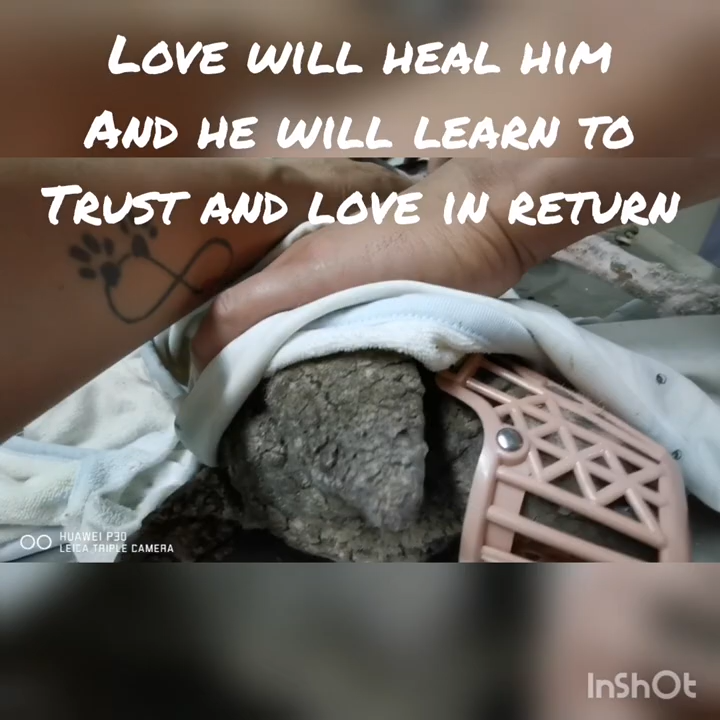 LOVE WILL HEAL HIM
AND HE WILL LEARN TO
TRUST AND LOVE IN RETURN
HUAWEI P30
LEICA TRIPLE CAMERA
InShOt